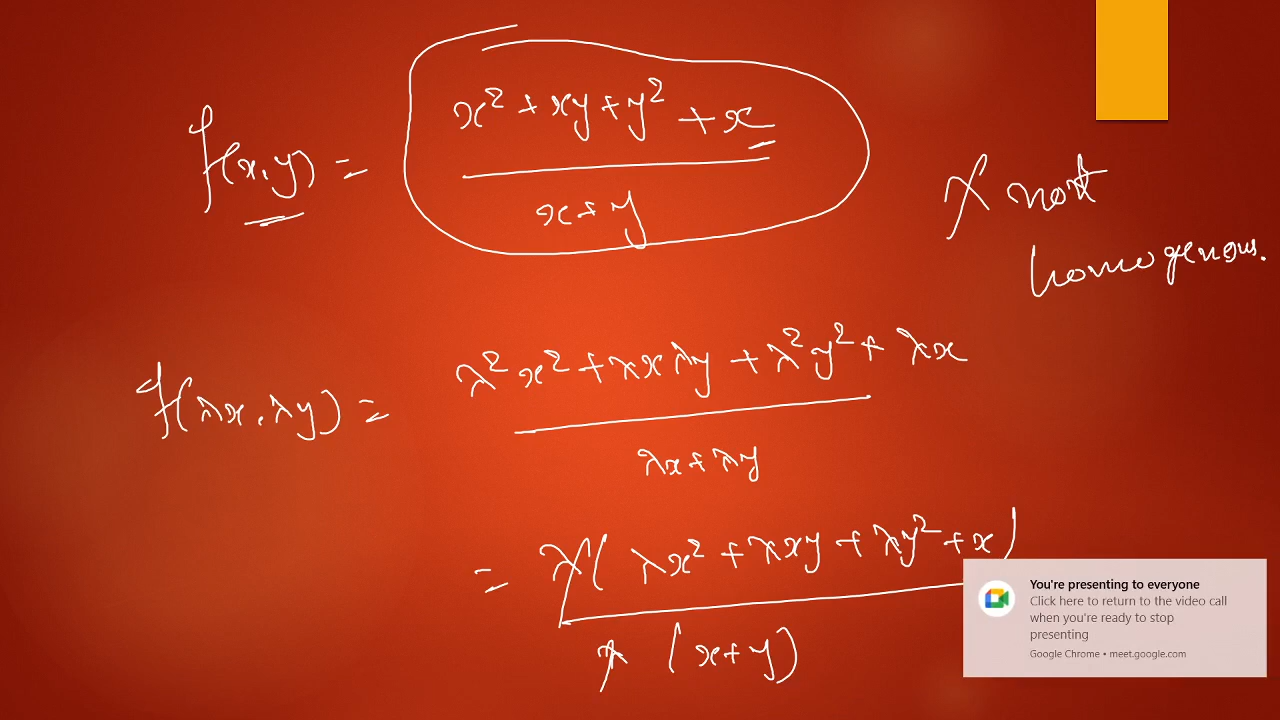 f(x,y) = x² + xy + y² + x / x + y
X not
homogenous.
f(λx, λy) = λ²x² + λx λy + λ²y² + λx / λx + λy
= λ( λx² + λxy + λy² + x ) / λ (x + y)
You're presenting to everyone
Click here to return to the video call
when you're ready to stop
presenting
Google Chrome • meet.google.com